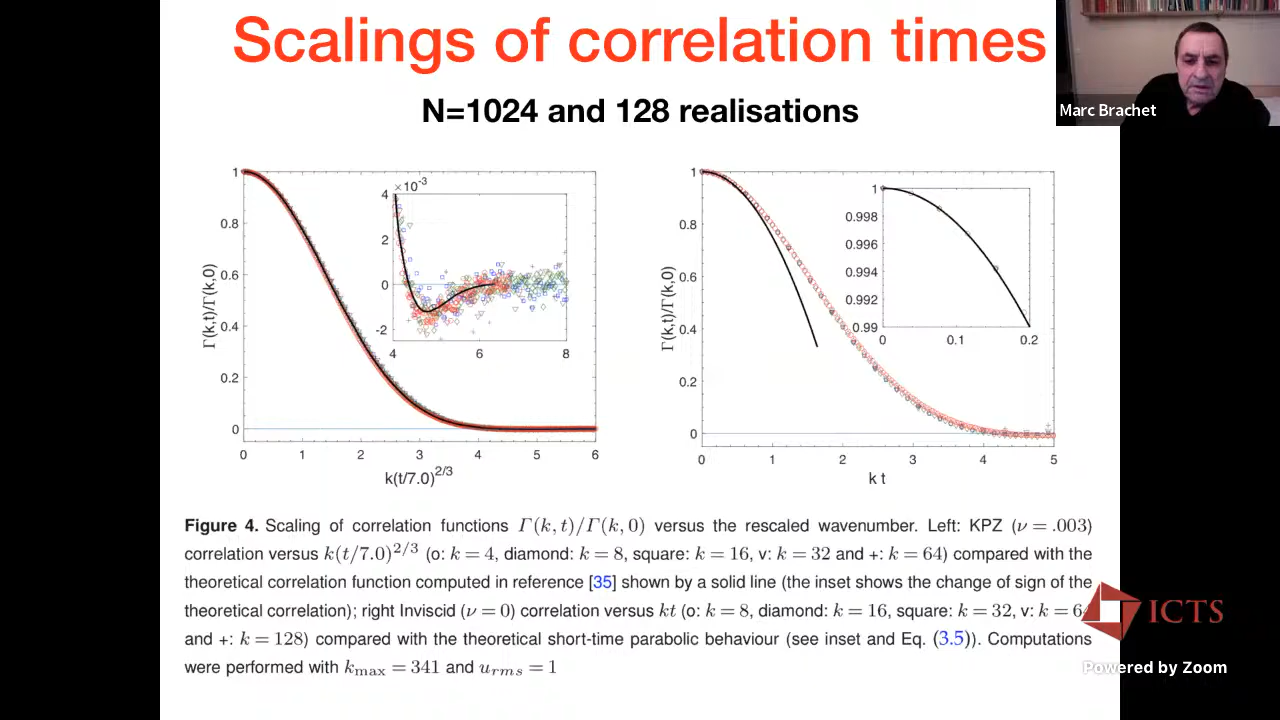 Scalings of correlation times
Marc Brachet
N=1024 and 128 realisations
1
0.8
0.6
0.4
0.2
0
Γ(k,t)/Γ(k,0)
0 1 2 3 4 5 6
k(t/7.0)^2/3
× 10^-3
4
2
0
-2
4 6 8
1
0.8
0.6
0.4
0.2
0
Γ(k,t)/Γ(k,0)
0 1 2 3 4 5
k t
1
0.998
0.996
0.994
0.992
0.99
0 0.1 0.2
Figure 4. Scaling of correlation functions Γ(k, t)/Γ(k, 0) versus the rescaled wavenumber. Left: KPZ (ν = .003)
correlation versus k(t/7.0)^2/3 (o: k = 4, diamond: k = 8, square: k = 16, v: k = 32 and +: k = 64) compared with the
theoretical correlation function computed in reference [35] shown by a solid line (the inset shows the change of sign of the
theoretical correlation); right Inviscid (ν = 0) correlation versus kt (o: k = 8, diamond: k = 16, square: k = 32, v: k = 64
and +: k = 128) compared with the theoretical short-time parabolic behaviour (see inset and Eq. (3.5)). Computations
were performed with k_max = 341 and u_rms = 1
ICTS
Powered by Zoom